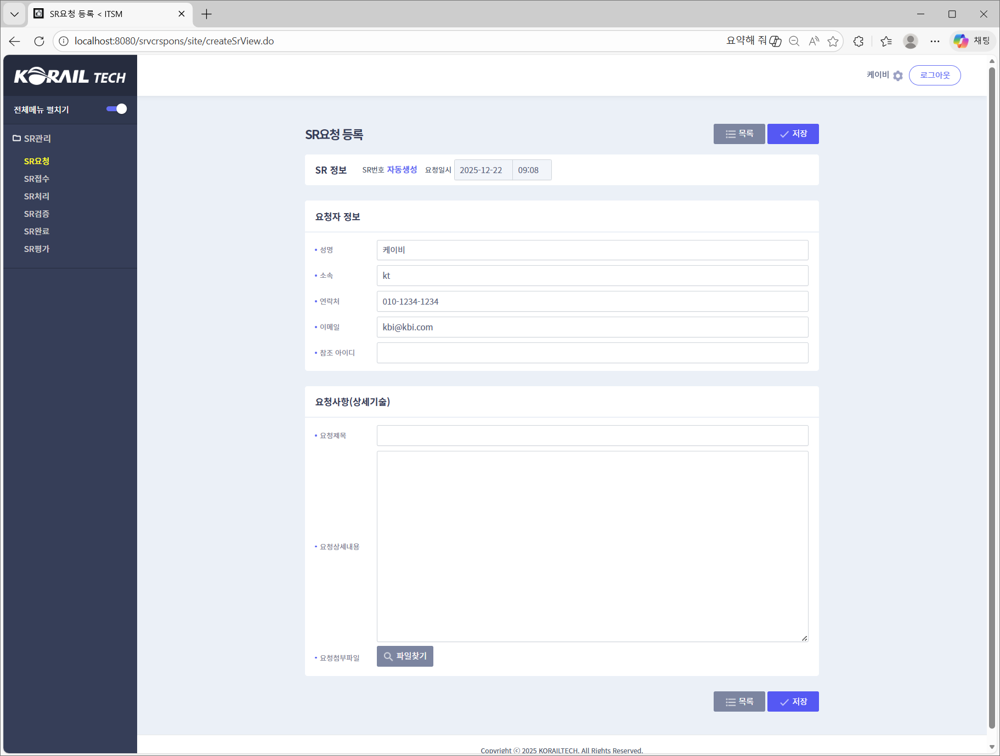 SR요청 등록 < ITSM
localhost:8080/srvcrspons/site/createSrView.do
요약해 줘
채팅
KORAIL TECH
케이비
로그아웃
전체메뉴 펼치기
SR관리
SR요청
SR접수
SR처리
SR검증
SR완료
SR평가
SR요청 등록
목록
저장
SR 정보
SR번호 자동생성
요청일시
2025-12-22
09:08
요청자 정보
성명
케이비
소속
kt
연락처
010-1234-1234
이메일
kbi@kbi.com
참조 아이디
요청사항(상세기술)
요청제목
요청상세내용
요청첨부파일
파일찾기
목록
저장
Copyright ⓒ 2025 KORAILTECH. All Rights Reserved.